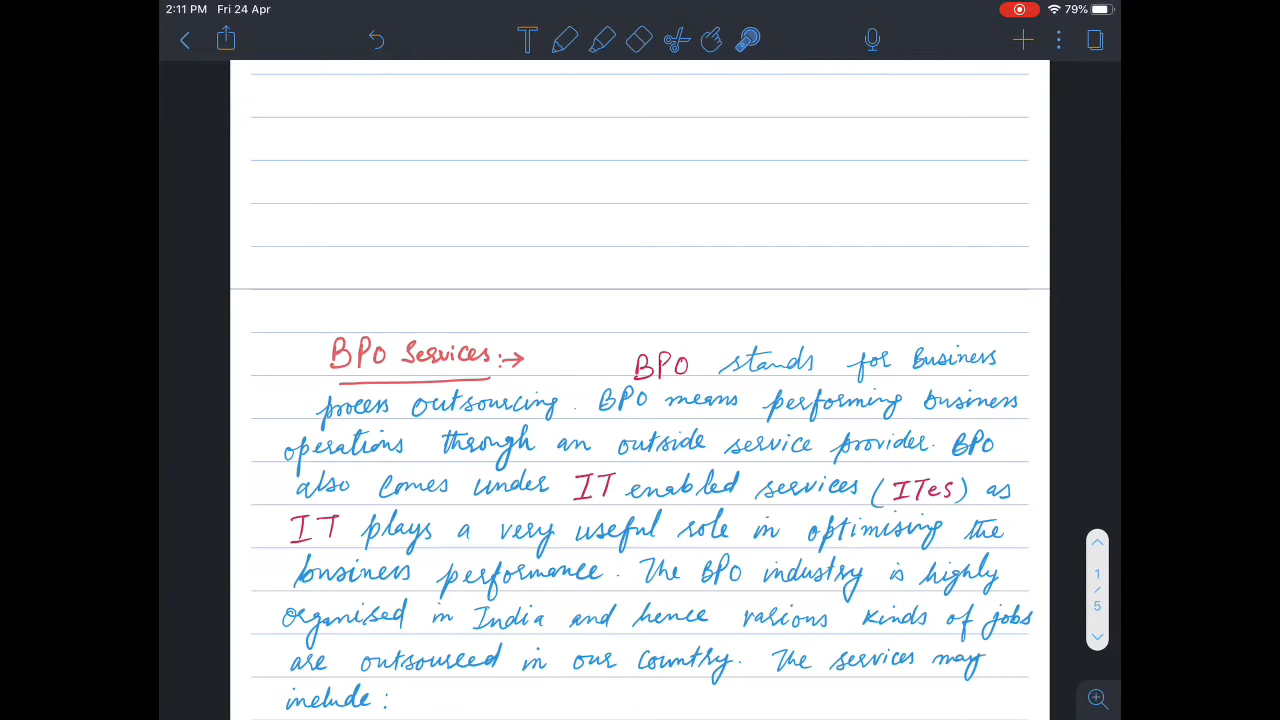 2:11 PM Fri 24 Apr 79%
BPO Services :→ BPO stands for Business
process outsourcing. BPO means performing business
operations through an outside service provider. BPO
also comes under IT enabled services (ITes) as
IT plays a very useful role in optimising the
business performance. The BPO industry is highly
organised in India and hence various kinds of jobs
are outsourced in our country. The services may
include :
1
/
5